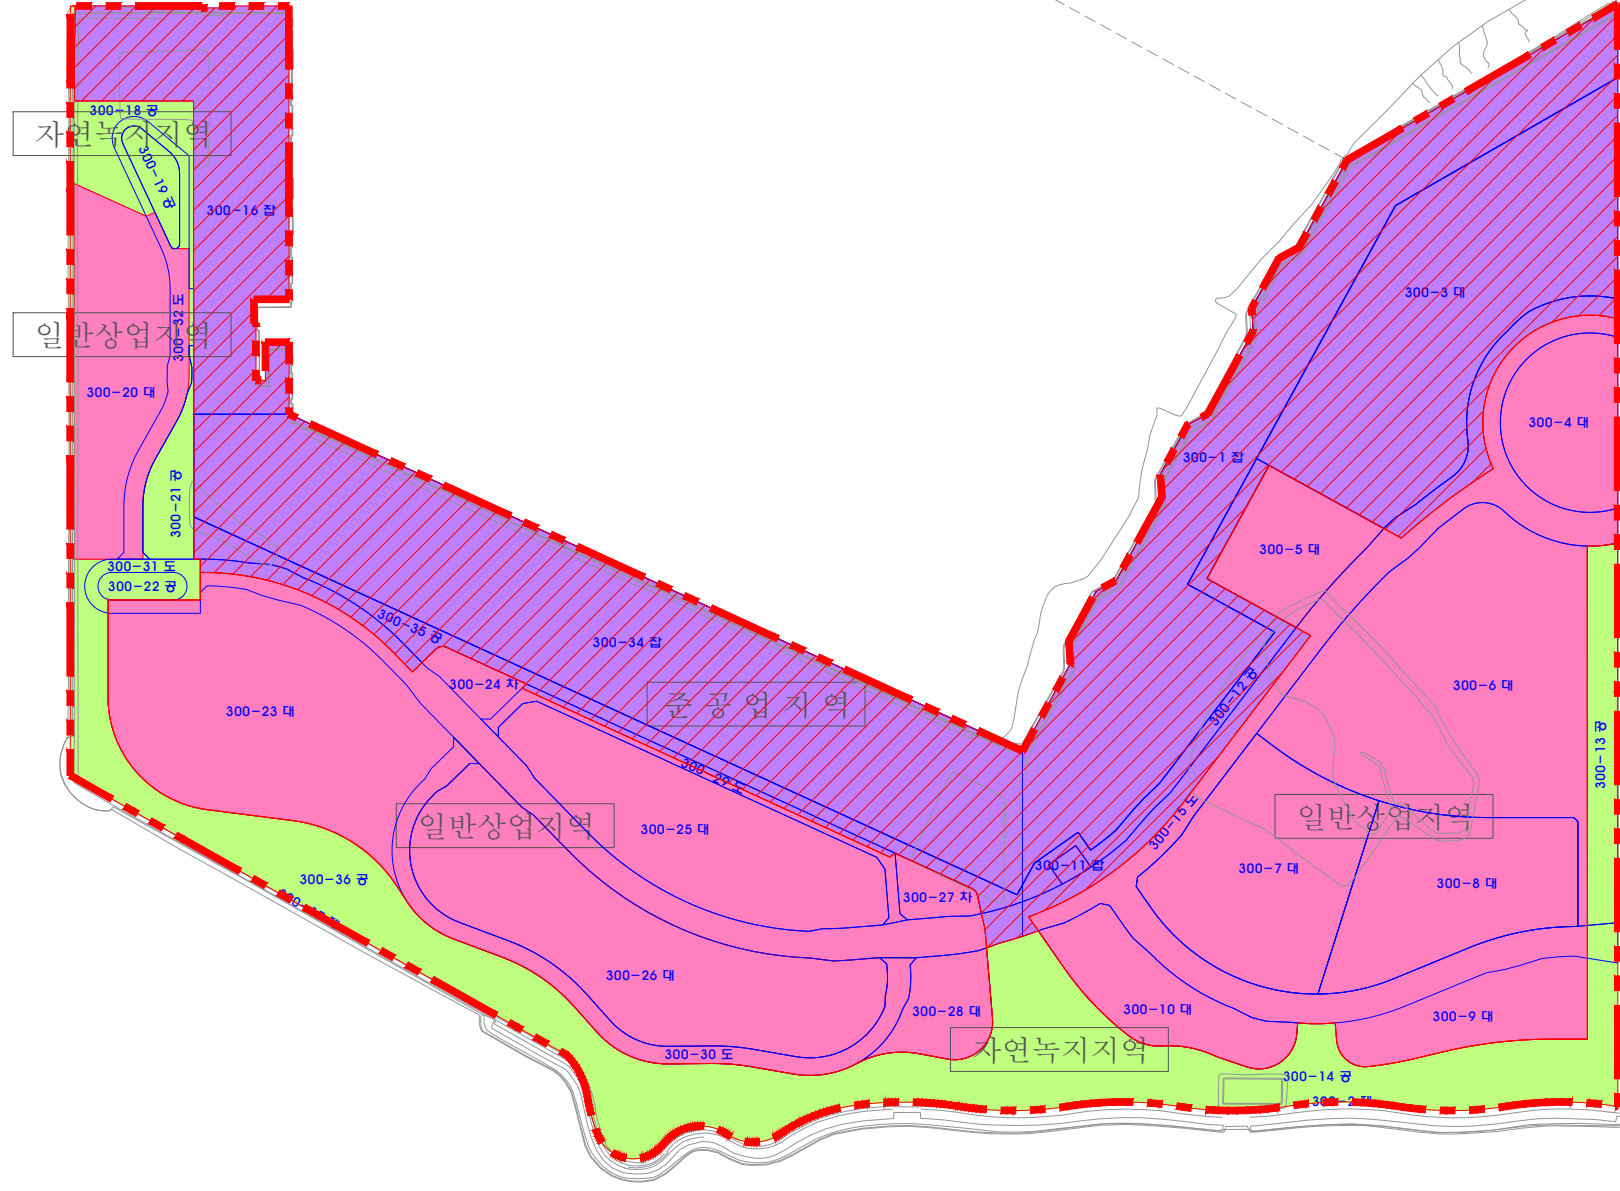 300-18 공
자연녹지지역
300-19 공
300-16 잡
300-3 대
300-32 도
일반상업지역
300-20 대
300-4 대
300-1 잡
300-21 공
300-5 대
300-31 도
300-22 공
300-35 공
300-34 잡
300-24 차
300-6 대
300-12 공
준공업지역
300-23 대
300-13 공
300-29 도
일반상업지역
300-25 대
300-15 도
일반상업지역
300-11 잡
300-7 대
300-36 공
300-8 대
300-27 차
300-26 대
300-28 대
300-10 대
300-9 대
자연녹지지역
300-30 도
300-14 공
300-2